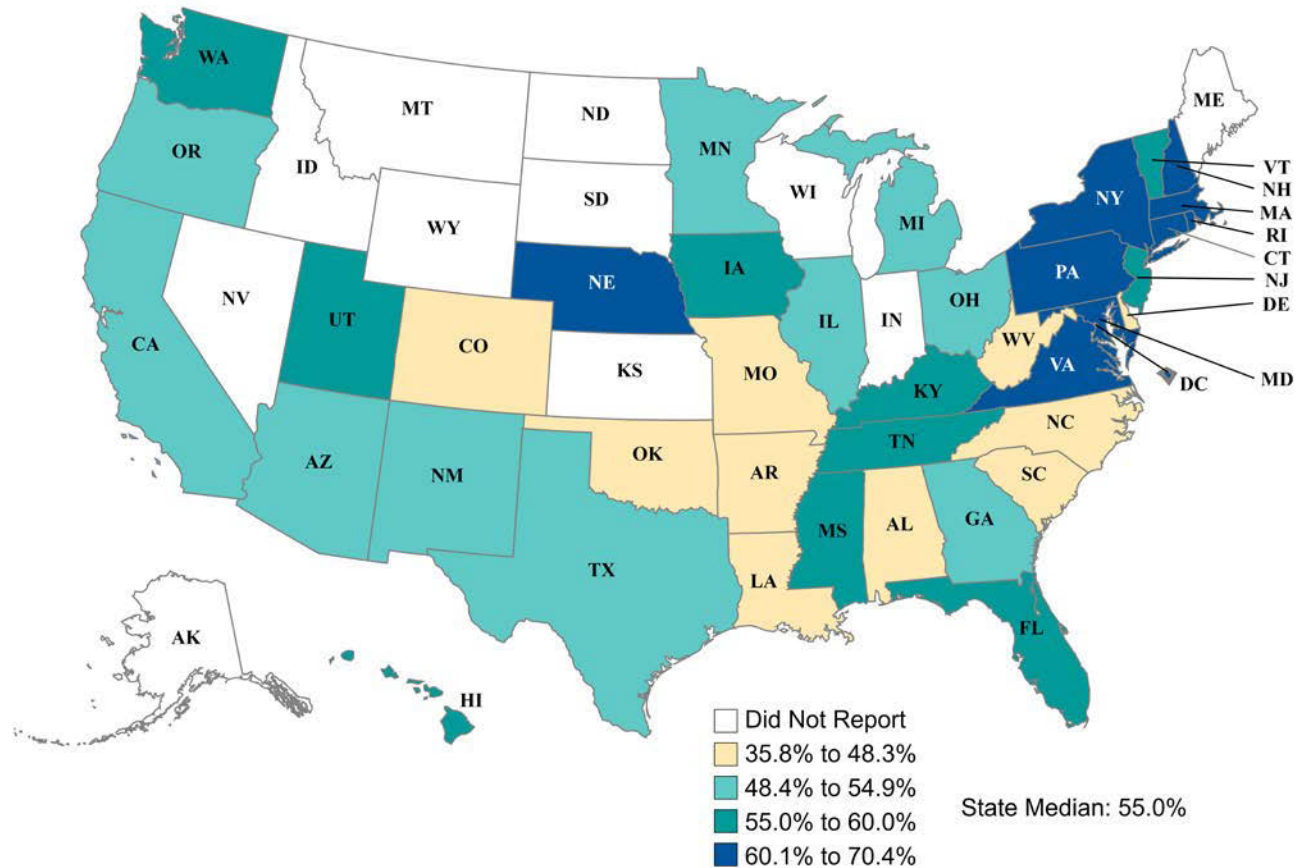 WA
MT
ND
ME
OR
MN
VT
ID
WI
NH
SD
NY
MA
WY
MI
RI
CT
IA
PA
NJ
NE
OH
DE
NV
IL
IN
UT
WV
CO
CA
VA
KS
MO
MD
DC
KY
NC
TN
OK
AZ
NM
AR
SC
MS
AL
GA
TX
LA
FL
AK
HI
Did Not Report
35.8% to 48.3%
48.4% to 54.9%
State Median: 55.0%
55.0% to 60.0%
60.1% to 70.4%